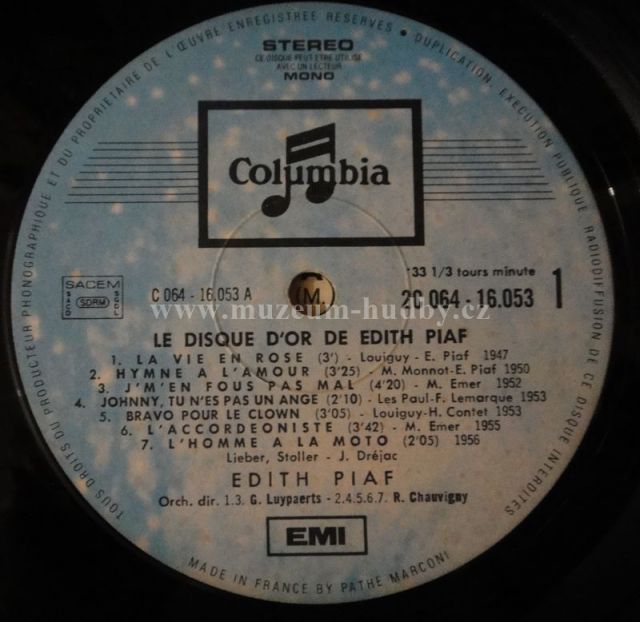 TOUS DROITS DU PRODUCTEUR PHONOGRAPHIQUE ET DU PROPRIETAIRE DE L'ŒUVRE ENREGISTREE RESERVES • DUPLICATION, EXECUTION PUBLIQUE, RADIODIFFUSION DE CE DISQUE INTERDITES
STEREO
CE DISQUE PEUT ETRE UTILISE
AVEC UN LECTEUR
MONO
Columbia
33 1/3 tours minute
SACEM
SACD SDRM SGDL
C 064 - 16.053 A
(M.
2C 064 - 16.053
1
www.muzeum-hudby.cz
LE DISQUE D'OR DE EDITH PIAF
1. LA VIE EN ROSE (3') - Louiguy - E. Piaf 1947
2. HYMNE A L'AMOUR (3'25) - M. Monnot-E. Piaf 1950
3. J'M'EN FOUS PAS MAL (4'20) - M. Emer 1952
4. JOHNNY, TU N'ES PAS UN ANGE (2'10) - Les Paul-F. Lemarque 1953
5. BRAVO POUR LE CLOWN (3'05) - Louiguy-H. Contet 1953
6. L'ACCORDEONISTE (3'42) - M. Emer 1955
7. L'HOMME A LA MOTO (2'05) 1956
Lieber, Stoller - J. Dréjac
EDITH PIAF
Orch. dir. 1.3. G. Luypaerts - 2.4.5.6.7. R. Chauvigny
EMI
MADE IN FRANCE BY PATHE MARCONI